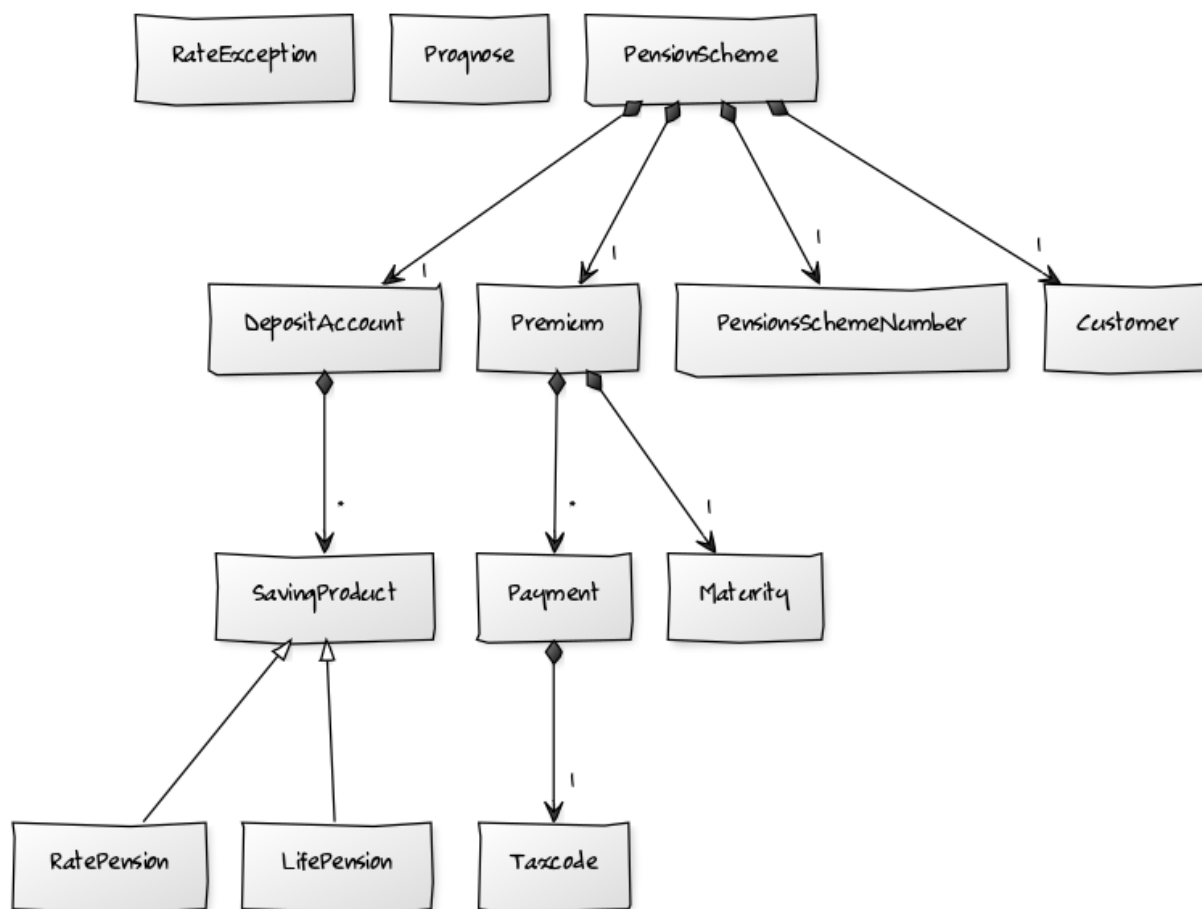 RateException
Prognose
PensionScheme
1
1
1
1
DepositAccount
Premium
PensionsSchemeNumber
Customer
*
*
1
SavingProduct
Payment
Maturity
1
RatePension
LifePension
Taxcode